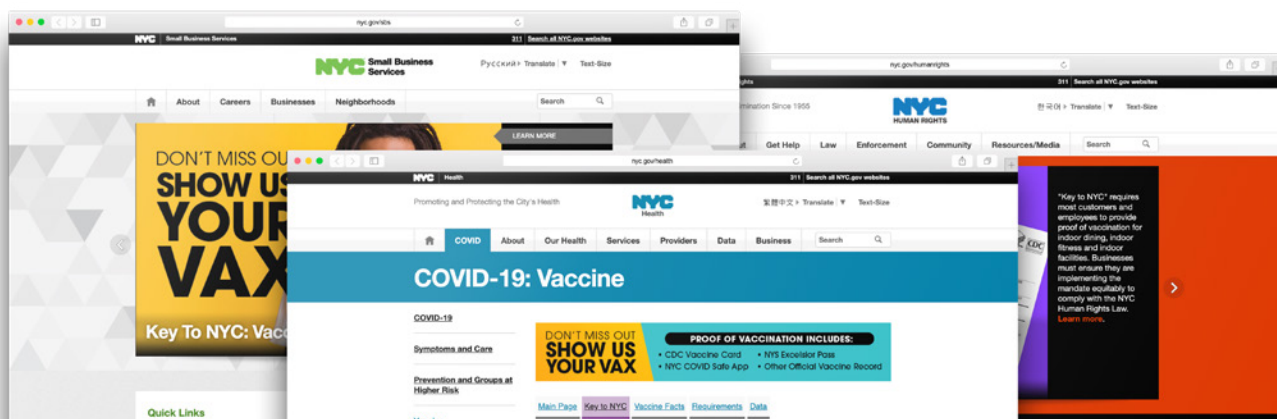 nyc.gov/sbs
NYC Small Business Services 311 Search all NYC.gov websites
NYC Small Business
Services
Русский Translate ▼ Text-Size
About Careers Businesses Neighborhoods Search
LEARN MORE
DON'T MISS OU
SHOW US
YOUR
VAX
Key To NYC: Vacc
Quick Links
nyc.gov/humanrights
ights 311 Search all NYC.gov websites
mination Since 1955
NYC
HUMAN RIGHTS
한국어 Translate ▼ Text-Size
ut Get Help Law Enforcement Community Resources/Media Search
CDC
"Key to NYC" requires
most customers and
employees to provide
proof of vaccination for
indoor dining, indoor
fitness and indoor
facilities. Businesses
must ensure they are
implementing the
mandate equitably to
comply with the NYC
Human Rights Law.
Learn more.
nyc.gov/health
NYC Health 311 Search all NYC.gov websites
Promoting and Protecting the City's Health
NYC
Health
繁體中文 Translate ▼ Text-Size
COVID About Our Health Services Providers Data Business Search
COVID-19: Vaccine
COVID-19
Symptoms and Care
Prevention and Groups at
Higher Risk
DON'T MISS OUT
SHOW US
YOUR VAX
PROOF OF VACCINATION INCLUDES:
• CDC Vaccine Card • NYS Excelsior Pass
• NYC COVID Safe App • Other Official Vaccine Record
Main Page Key to NYC Vaccine Facts Requirements Data